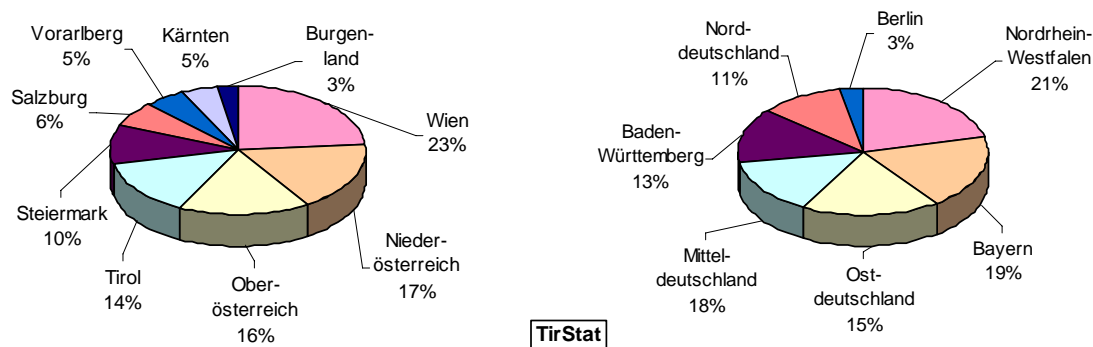 Vorarlberg
5%
Kärnten
5%
Burgen-
land
3%
Salzburg
6%
Wien
23%
Steiermark
10%
Nieder-
österreich
17%
Tirol
14%
Ober-
österreich
16%
TirStat
Nord-
deutschland
11%
Berlin
3%
Nordrhein-
Westfalen
21%
Baden-
Württemberg
13%
Mittel-
deutschland
18%
Ost-
deutschland
15%
Bayern
19%